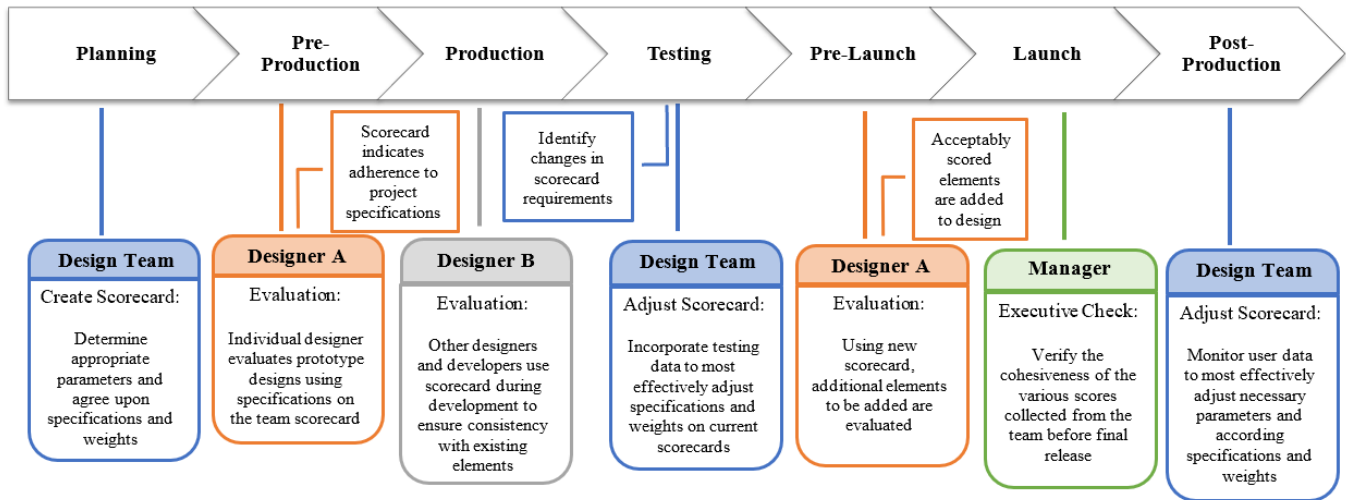 Planning
Pre-
Production
Production
Testing
Pre-Launch
Launch
Post-
Production
Scorecard
indicates
adherence to
project
specifications
Identify
changes in
scorecard
requirements
Acceptably
scored
elements
are added to
design
Design Team
Create Scorecard:
Determine
appropriate
parameters and
agree upon
specifications and
weights
Designer A
Evaluation:
Individual designer
evaluates prototype
designs using
specifications on
the team scorecard
Designer B
Evaluation:
Other designers
and developers use
scorecard during
development to
ensure consistency
with existing
elements
Design Team
Adjust Scorecard:
Incorporate testing
data to most
effectively adjust
specifications and
weights on current
scorecards
Designer A
Evaluation:
Using new
scorecard,
additional elements
to be added are
evaluated
Manager
Executive Check:
Verify the
cohesiveness of the
various scores
collected from the
team before final
release
Design Team
Adjust Scorecard:
Monitor user data
to most effectively
adjust necessary
parameters and
according
specifications and
weights